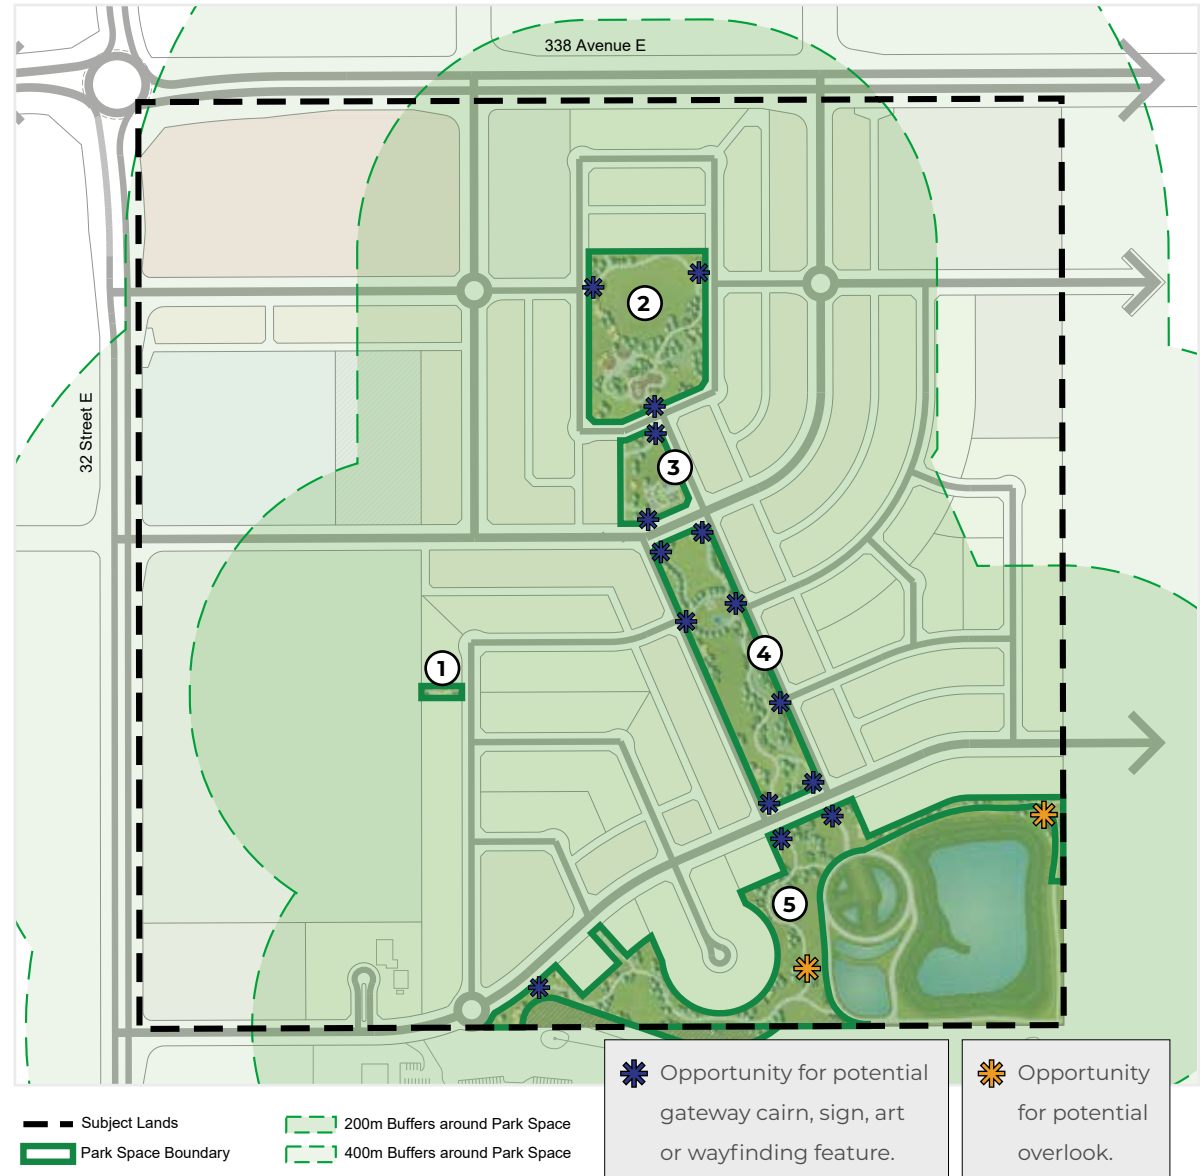 338 Avenue E
2
32 Street E
3
4
1
5
Opportunity for potential
gateway cairn, sign, art
or wayfinding feature.
Opportunity
for potential
overlook.
Subject Lands
Park Space Boundary
200m Buffers around Park Space
400m Buffers around Park Space